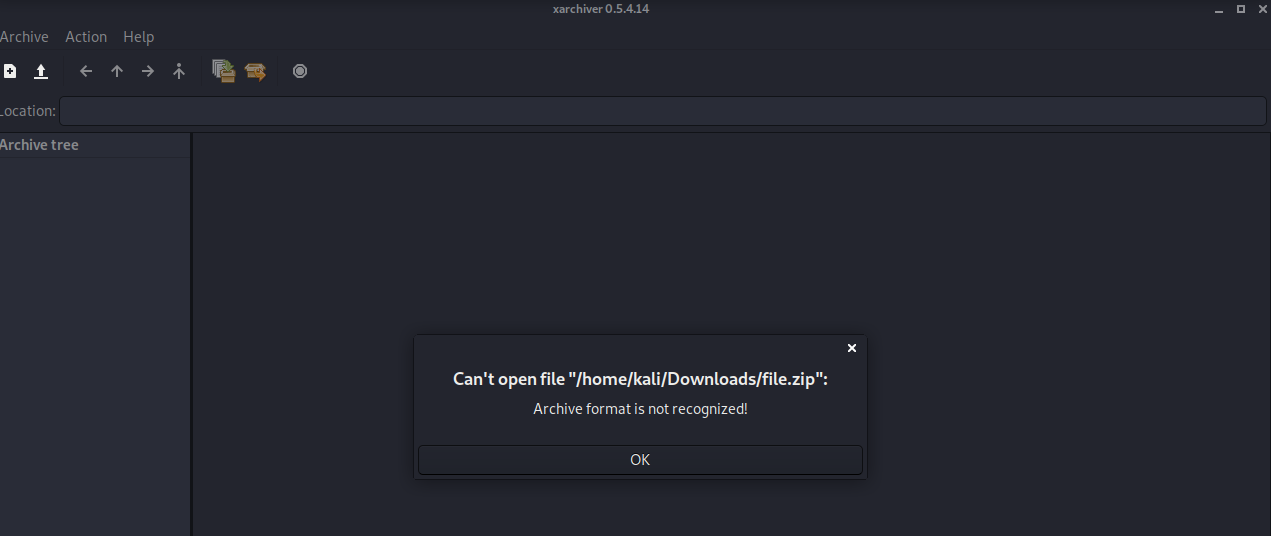 xarchiver 0.5.4.14
Archive Action Help
Location:
Archive tree
Can't open file "/home/kali/Downloads/file.zip":
Archive format is not recognized!
OK